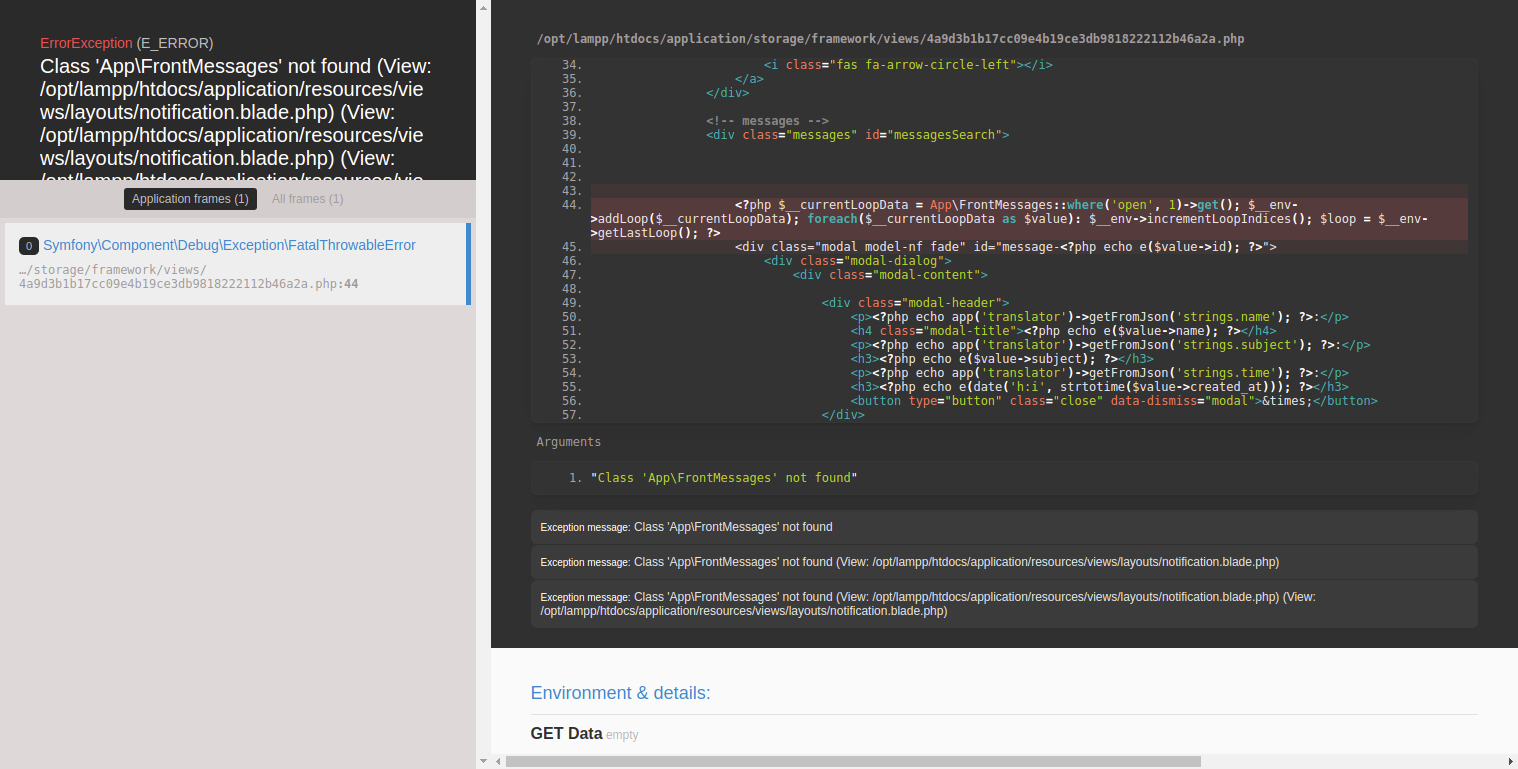 ErrorException (E_ERROR)
Class 'App\FrontMessages' not found (View:
/opt/lampp/htdocs/application/resources/vie
ws/layouts/notification.blade.php) (View:
/opt/lampp/htdocs/application/resources/vie
ws/layouts/notification.blade.php) (View:
/opt/lampp/htdocs/application/resources/vie
Application frames (1) All frames (1)
0 Symfony\Component\Debug\Exception\FatalThrowableError
…/storage/framework/views/
4a9d3b1b17cc09e4b19ce3db9818222112b46a2a.php:44
/opt/lampp/htdocs/application/storage/framework/views/4a9d3b1b17cc09e4b19ce3db9818222112b46a2a.php
34. <i class="fas fa-arrow-circle-left"></i>
35. </a>
36. </div>
37.
38. <!-- messages -->
39. <div class="messages" id="messagesSearch">
40.
41.
42.
43.
44. <?php $__currentLoopData = App\FrontMessages::where('open', 1)->get(); $__env-
>addLoop($__currentLoopData); foreach($__currentLoopData as $value): $__env->incrementLoopIndices(); $loop = $__env-
>getLastLoop(); ?>
45. <div class="modal model-nf fade" id="message-<?php echo e($value->id); ?>">
46. <div class="modal-dialog">
47. <div class="modal-content">
48.
49. <div class="modal-header">
50. <p><?php echo app('translator')->getFromJson('strings.name'); ?>:</p>
51. <h4 class="modal-title"><?php echo e($value->name); ?></h4>
52. <p><?php echo app('translator')->getFromJson('strings.subject'); ?>:</p>
53. <h3><?php echo e($value->subject); ?></h3>
54. <p><?php echo app('translator')->getFromJson('strings.time'); ?>:</p>
55. <h3><?php echo e(date('h:i', strtotime($value->created_at))); ?></h3>
56. <button type="button" class="close" data-dismiss="modal">&times;</button>
57. </div>
Arguments
1. "Class 'App\FrontMessages' not found"
Exception message: Class 'App\FrontMessages' not found
Exception message: Class 'App\FrontMessages' not found (View: /opt/lampp/htdocs/application/resources/views/layouts/notification.blade.php)
Exception message: Class 'App\FrontMessages' not found (View: /opt/lampp/htdocs/application/resources/views/layouts/notification.blade.php) (View:
/opt/lampp/htdocs/application/resources/views/layouts/notification.blade.php)
Environment & details:
GET Data empty